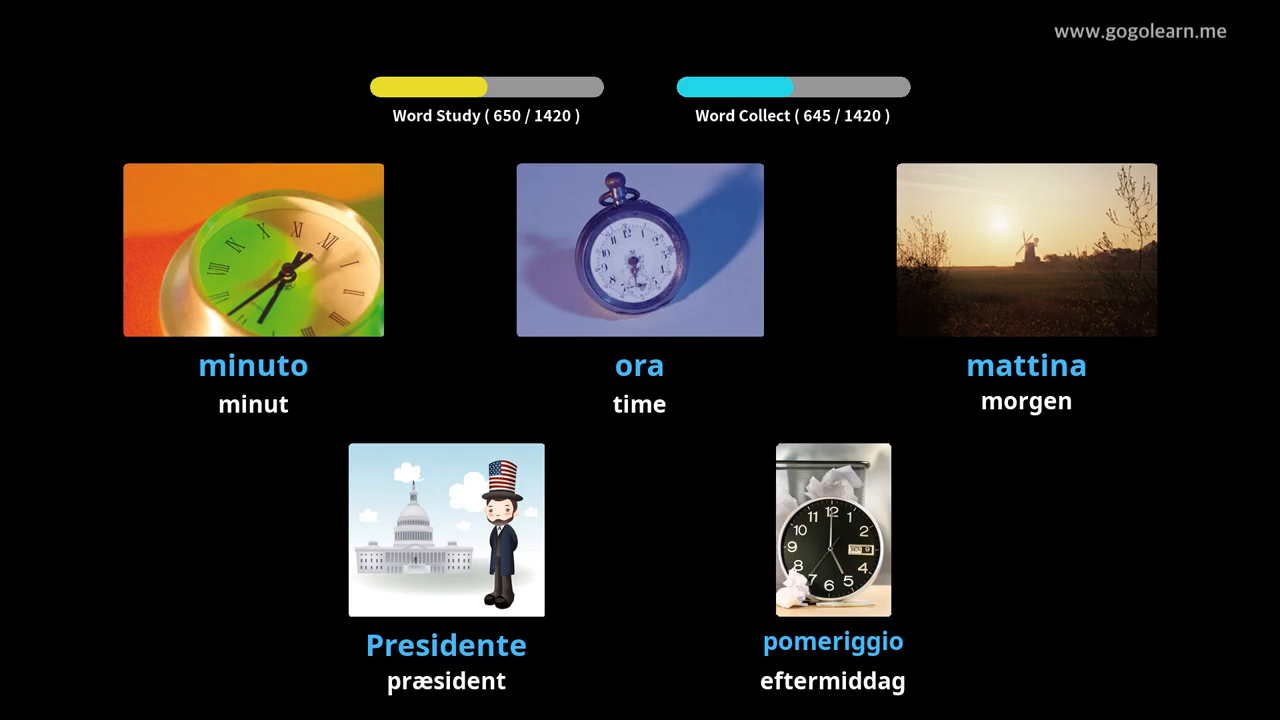 www.gogolearn.me
Word Study ( 650 / 1420 )
Word Collect ( 645 / 1420 )
minuto
minut
ora
time
mattina
morgen
Presidente
præsident
pomeriggio
eftermiddag